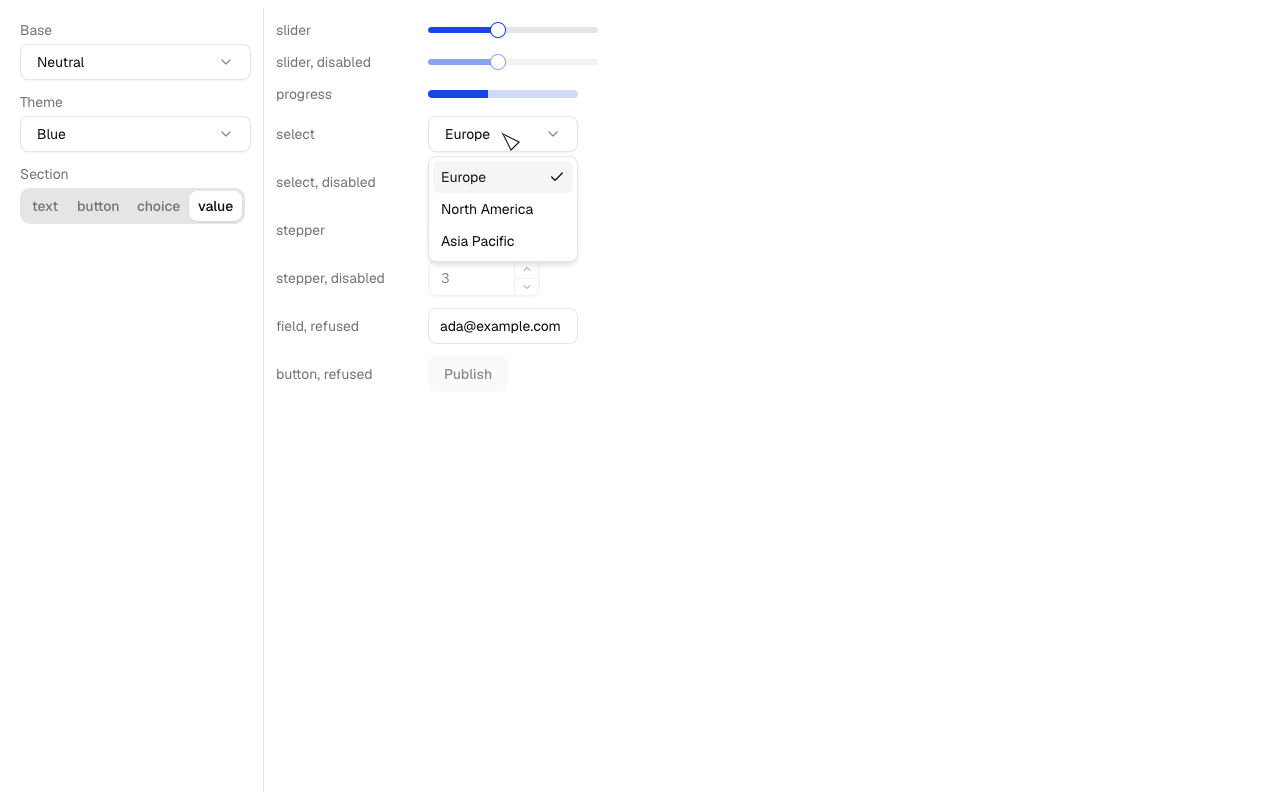 Base
Neutral
Theme
Blue
Section
text button choice value
slider
slider, disabled
progress
select Europe
Europe
select, disabled
North America
stepper
Asia Pacific
stepper, disabled 3
field, refused ada@example.com
button, refused Publish